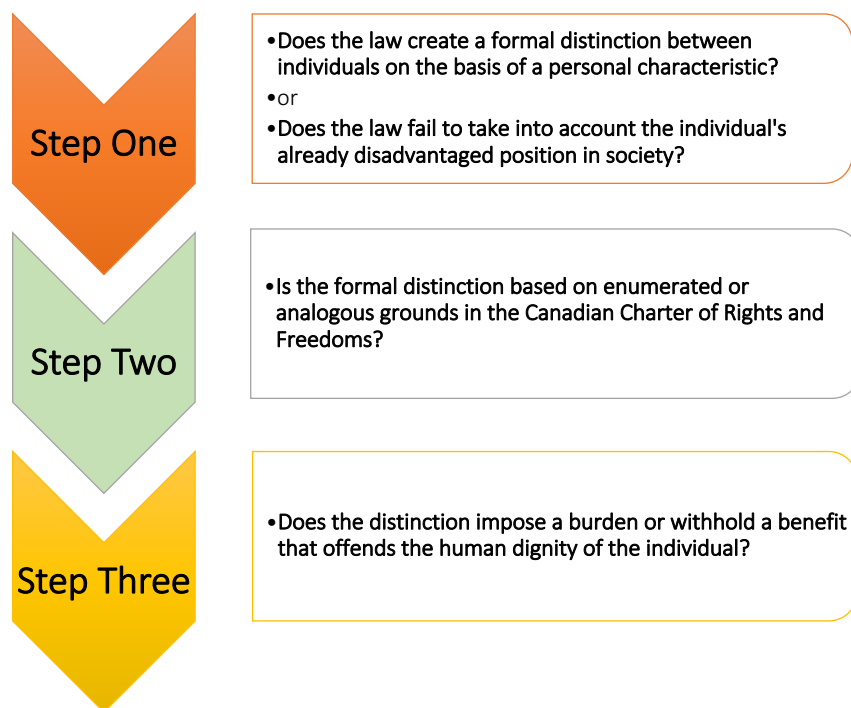 Step One
•Does the law create a formal distinction between
individuals on the basis of a personal characteristic?
•or
•Does the law fail to take into account the individual's
already disadvantaged position in society?
Step Two
•Is the formal distinction based on enumerated or
analogous grounds in the Canadian Charter of Rights and
Freedoms?
Step Three
•Does the distinction impose a burden or withhold a benefit
that offends the human dignity of the individual?